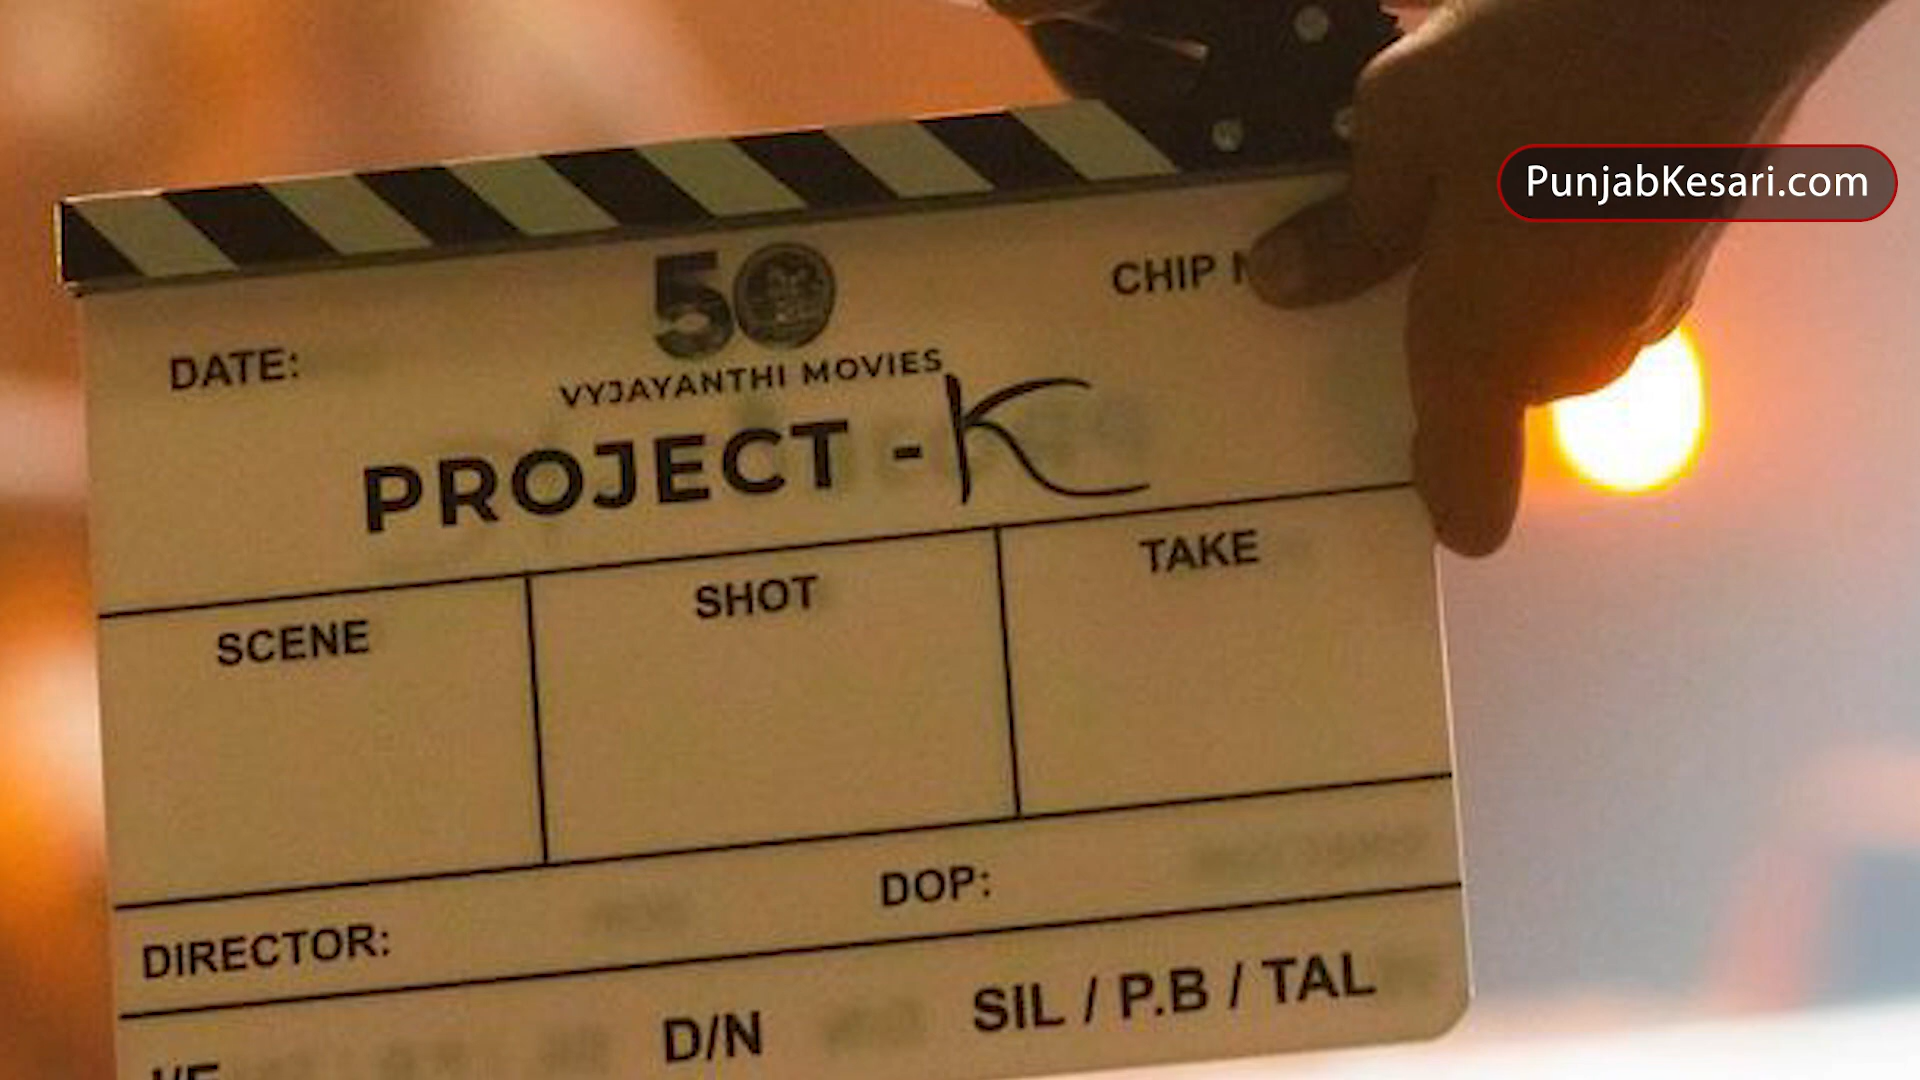 PunjabKesari.com
50
CHIP
DATE:
VYJAYANTHI MOVIES
PROJECT - K
SCENE
SHOT
TAKE
DIRECTOR:
DOP:
D/N
SIL / P.B / TAL